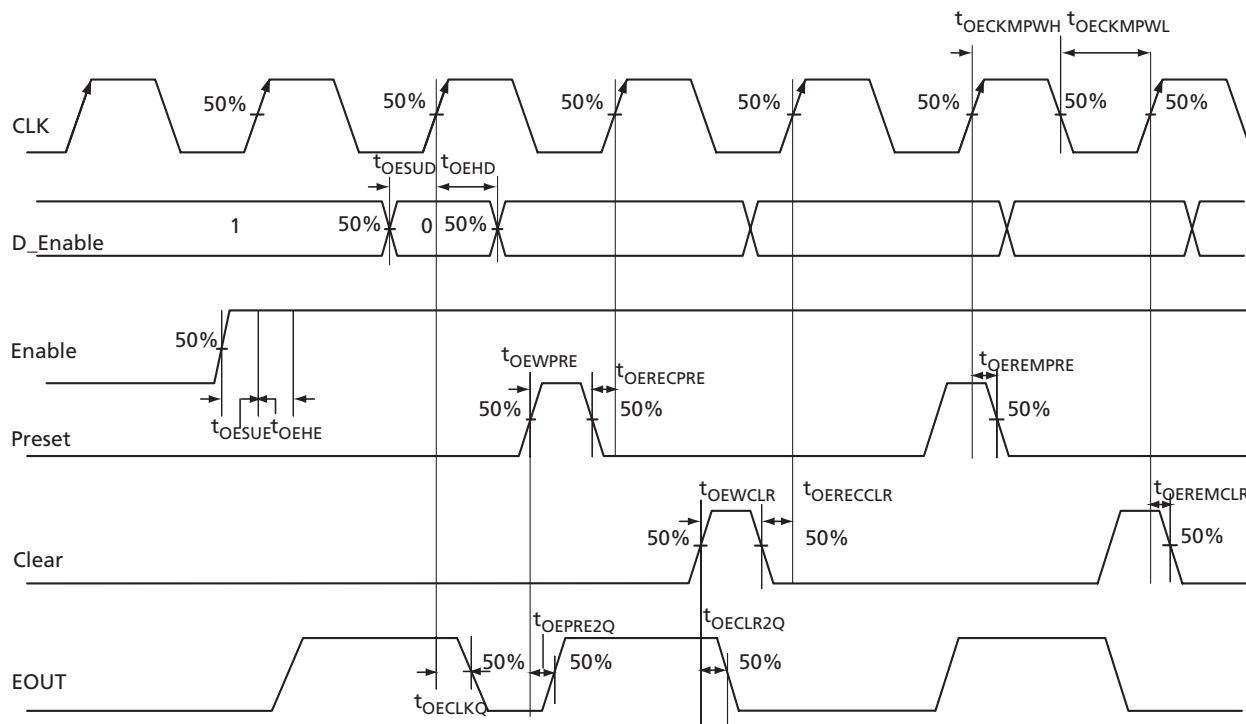 tOECKMPWH tOECKMPWL
50% 50% 50% 50% 50% 50% 50%
CLK
tOESUD tOEHD
1 50% 0 50%
D_Enable
50%
Enable
tOEWPRE tOERECPRE tOEREMPRE
tOESUE tOEHE
50% 50% 50%
Preset
tOEWCLR tOERECCLR tOEREMCLR
50% 50% 50%
Clear
tOEPRE2Q tOECLR2Q
50% 50% 50%
EOUT
tOECLKQ